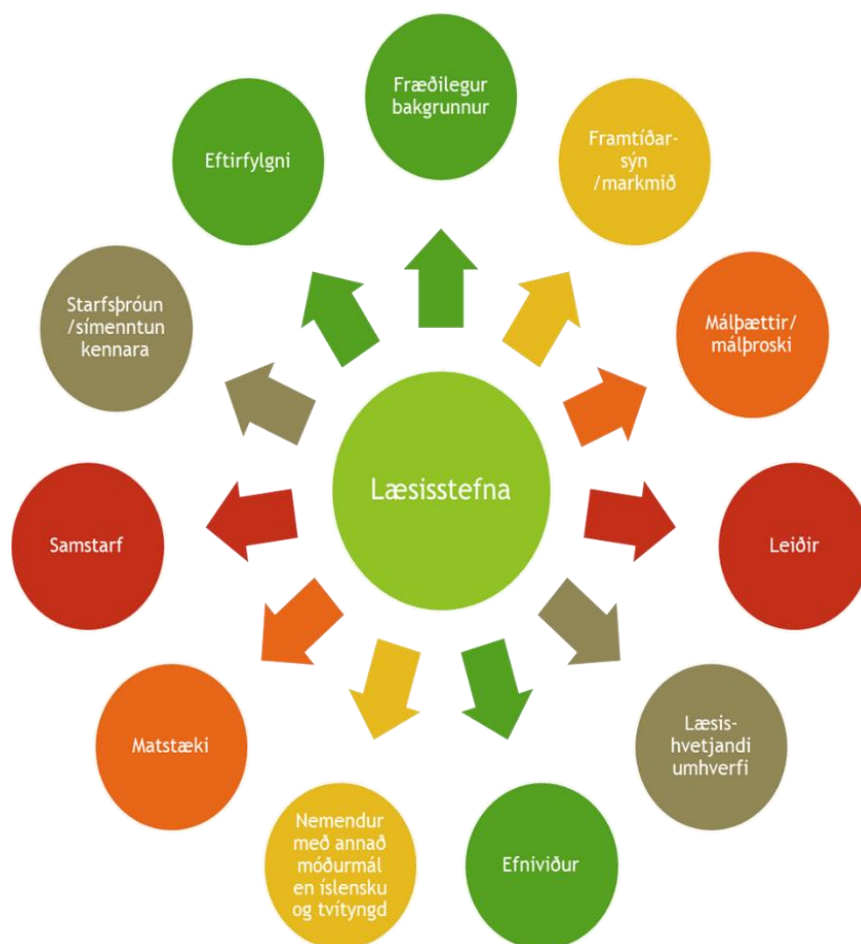 Fræðilegur
bakgrunnur
Framtíðar-
sýn
/markmið
Málþættir/
málþroski
Leiðir
Læsis-
hvetjandi
umhverfi
Efniviður
Nemendur
með annað
móðurmál
en íslensku
og tvítyngd
Matstæki
Samstarf
Starfsþróun
/símenntun
kennara
Eftirfylgni
Læsisstefna